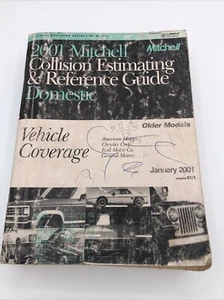 2001 Mitchell
Mitchell
Collision Estimating
& Reference Guide
Domestic
Older Models
Vehicle
Coverage
American Motors
Chrysler Corp.
Ford Motor Co.
General Motors
January 2001